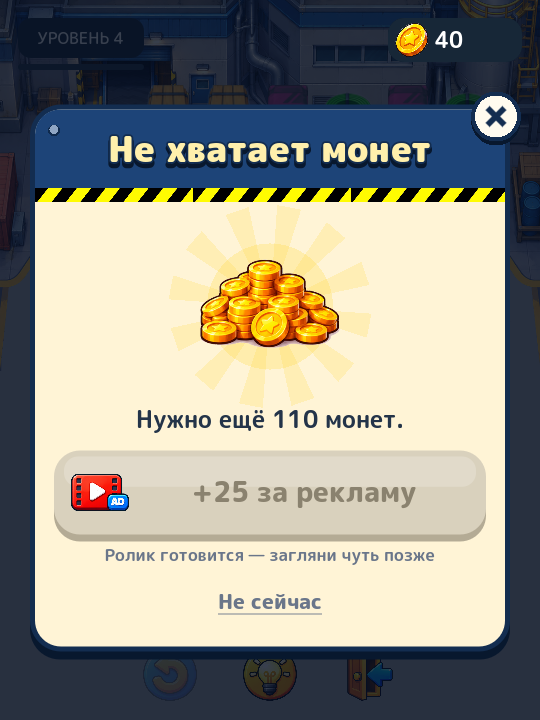 УРОВЕНЬ 4
40
Не хватает монет
Нужно ещё 110 монет.
AD
+25 за рекламу
Ролик готовится — загляни чуть позже
Не сейчас